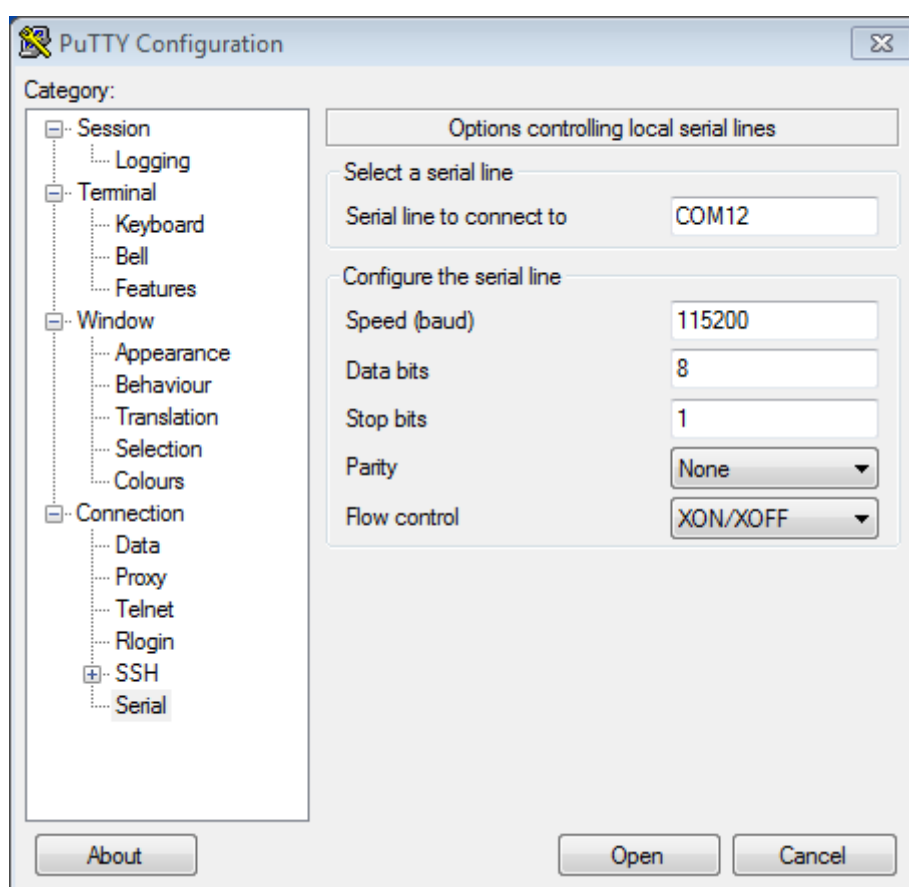 PuTTY Configuration
Category:
Session
Logging
Terminal
Keyboard
Bell
Features
Window
Appearance
Behaviour
Translation
Selection
Colours
Connection
Data
Proxy
Telnet
Rlogin
SSH
Serial
Options controlling local serial lines
Select a serial line
Serial line to connect to COM12
Configure the serial line
Speed (baud) 115200
Data bits 8
Stop bits 1
Parity None
Flow control XON/XOFF
About Open Cancel